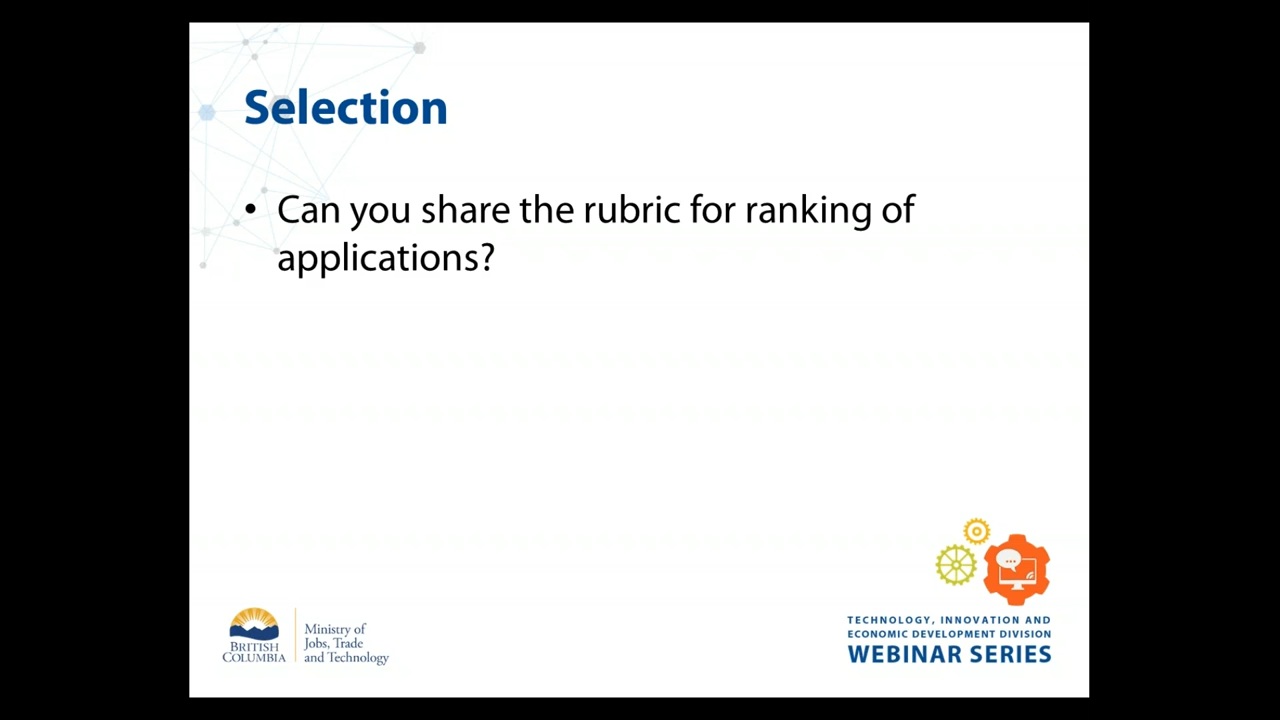 Selection
• Can you share the rubric for ranking of
applications?
BRITISH
COLUMBIA
Ministry of
Jobs, Trade
and Technology
TECHNOLOGY, INNOVATION AND
ECONOMIC DEVELOPMENT DIVISION
WEBINAR SERIES